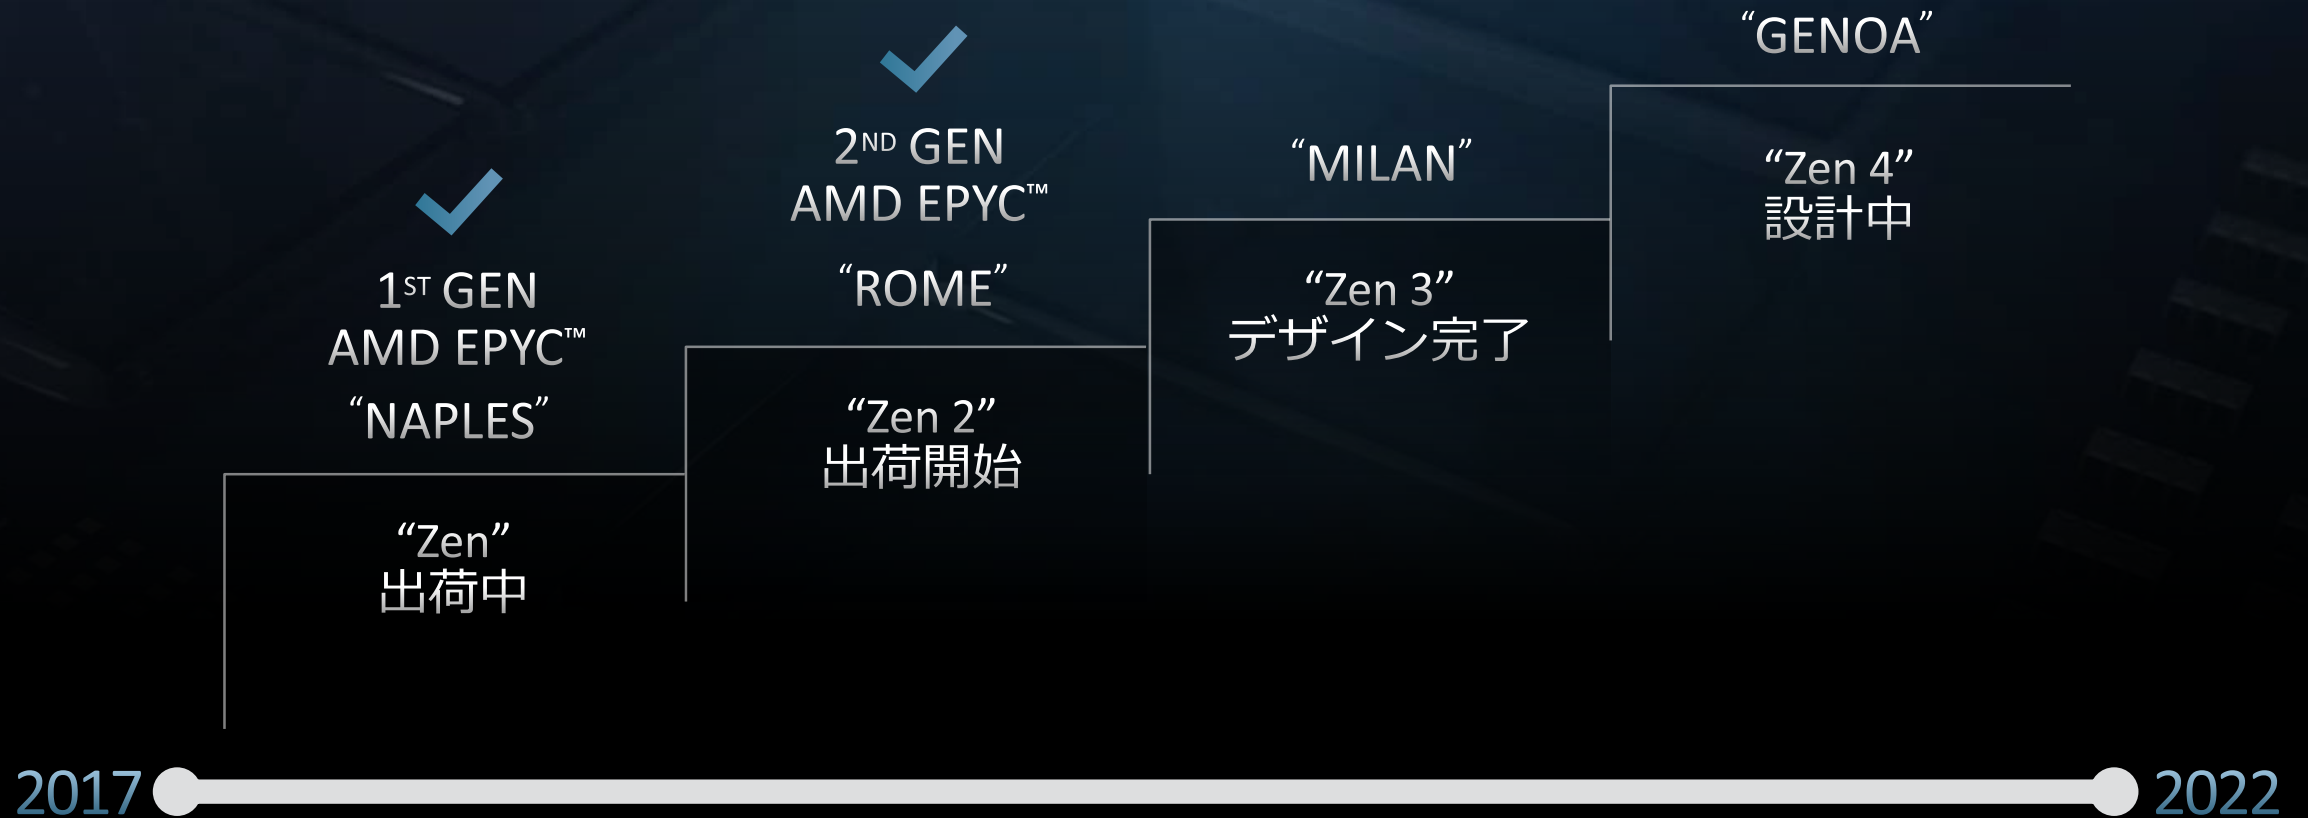 1ST GEN
AMD EPYC™
“NAPLES”
“Zen”
出荷中
2ND GEN
AMD EPYC™
“ROME”
“Zen 2”
出荷開始
“MILAN”
“Zen 3”
デザイン完了
“GENOA”
“Zen 4”
設計中
2017
2022